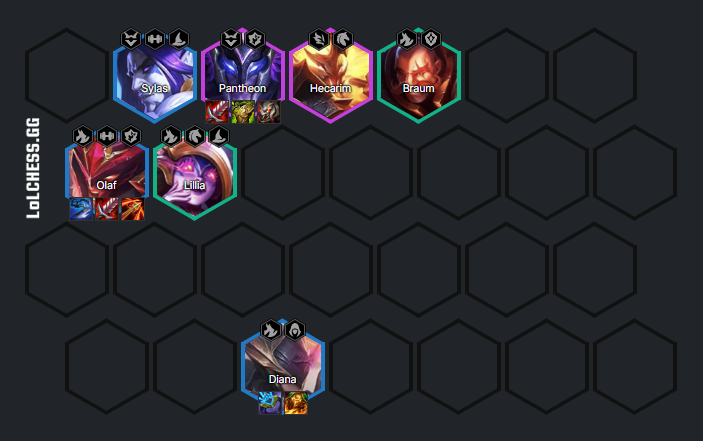 Sylas
Pantheon
Hecarim
Braum
LoLCHESS.GG
Olaf
Lillia
Diana